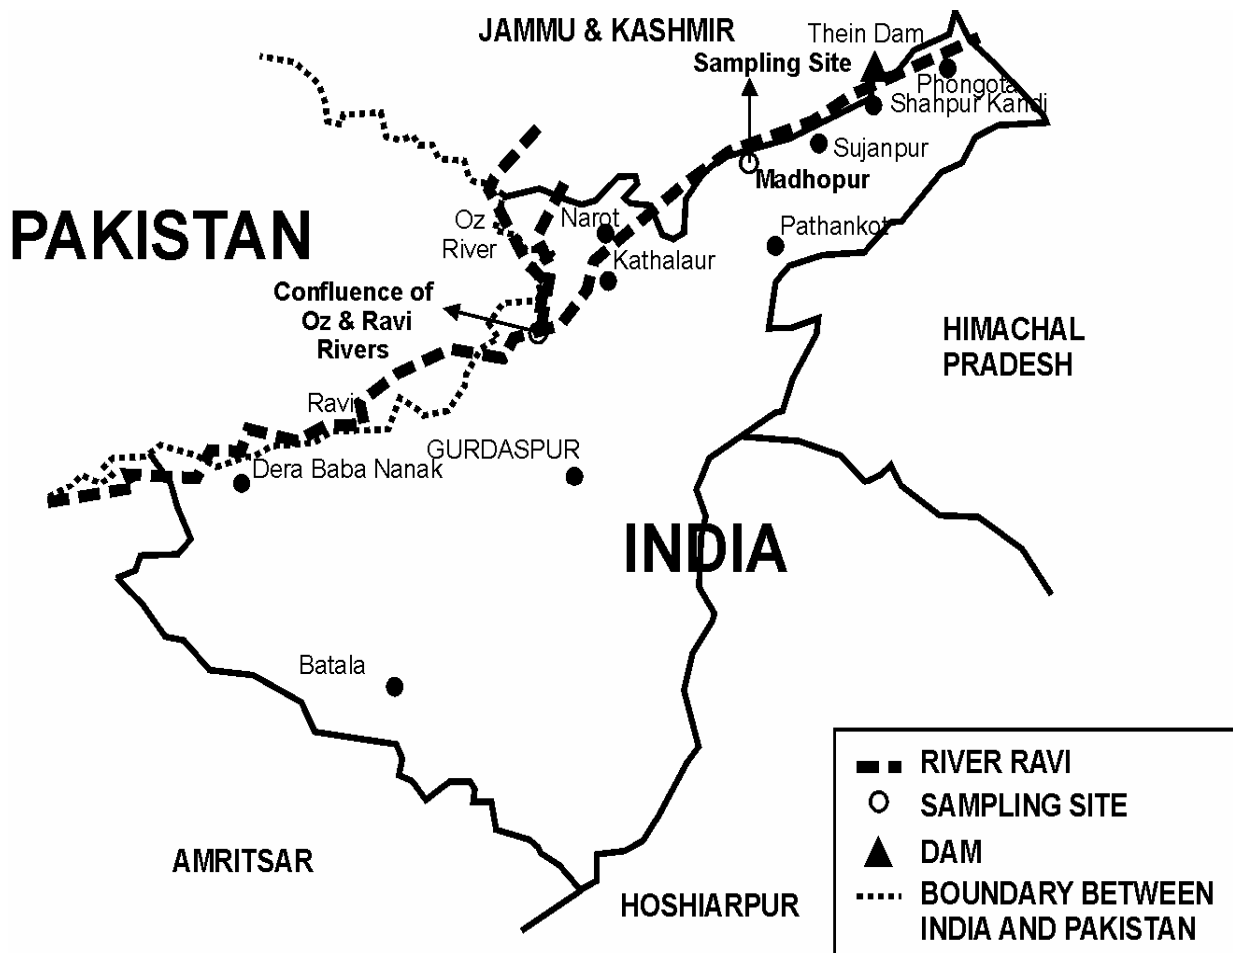 JAMMU & KASHMIR
Thein Dam
Sampling Site
Phongota
Shahpur Kandi
Sujanpur
Madhopur
PAKISTAN
Oz
River
Narot
Pathankot
Kathalaur
Confluence of
Oz & Ravi
Rivers
HIMACHAL
PRADESH
Ravi
GURDASPUR
Dera Baba Nanak
INDIA
Batala
AMRITSAR
HOSHIARPUR
RIVER RAVI
SAMPLING SITE
DAM
BOUNDARY BETWEEN
INDIA AND PAKISTAN